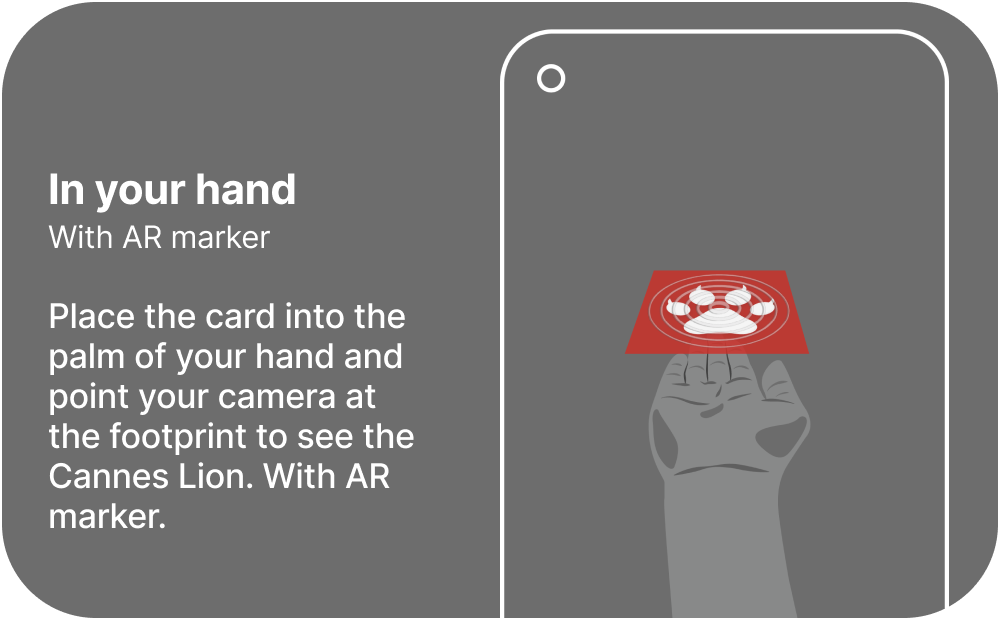 In your hand
With AR marker
Place the card into the
palm of your hand and
point your camera at
the footprint to see the
Cannes Lion. With AR
marker.